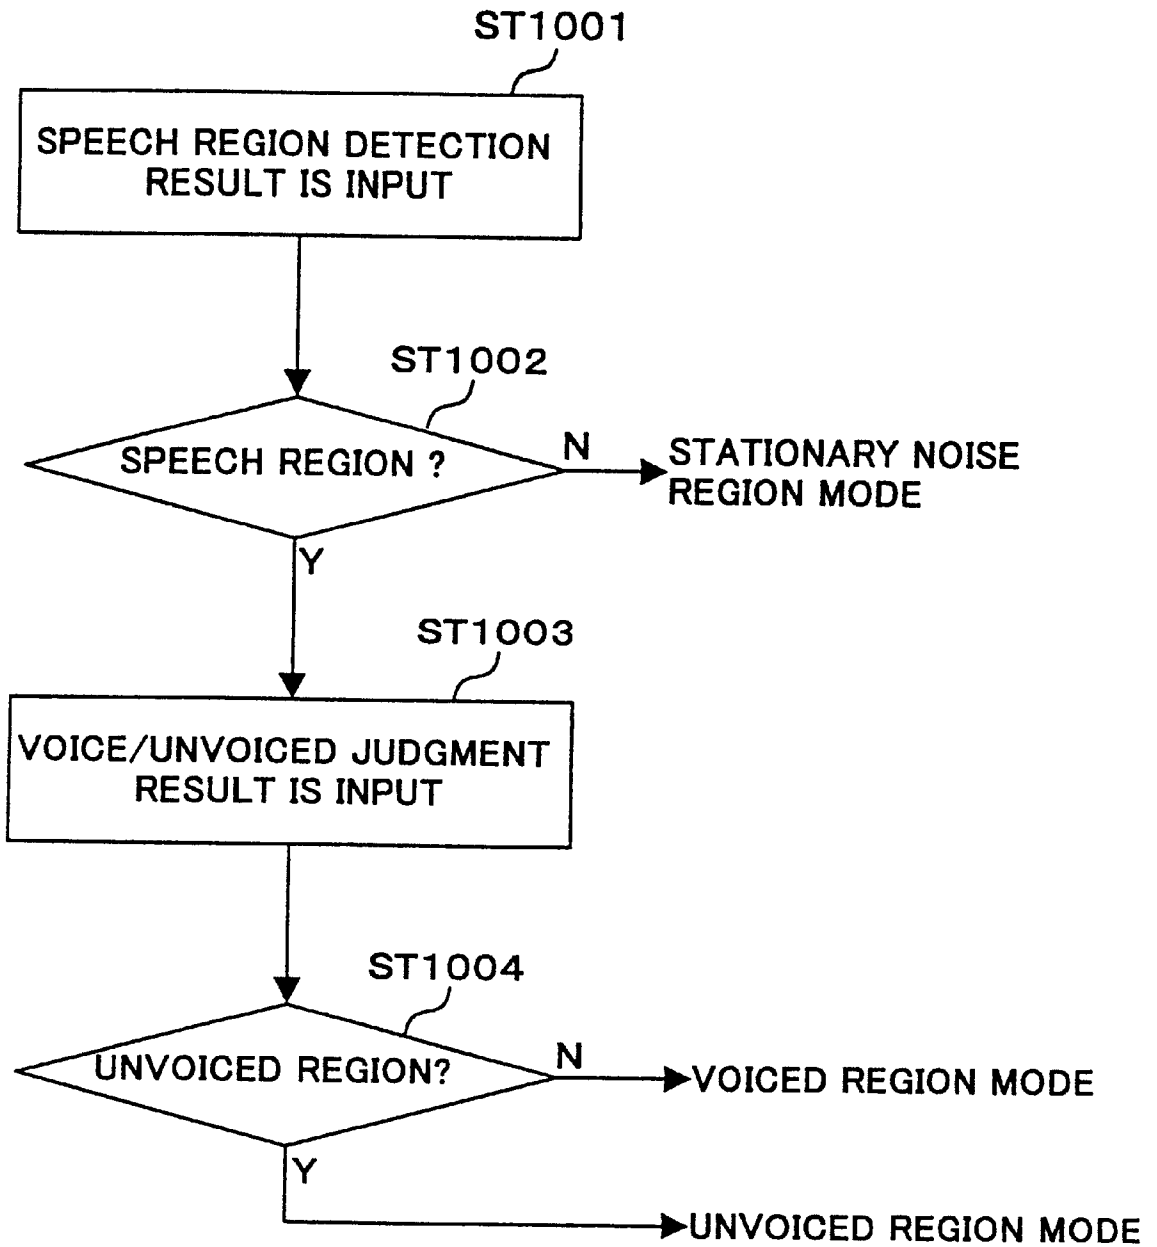 ST1001
SPEECH REGION DETECTION
RESULT IS INPUT
ST1002
SPEECH REGION ?
N
STATIONARY NOISE
REGION MODE
Y
ST1003
VOICE/UNVOICED JUDGMENT
RESULT IS INPUT
ST1004
UNVOICED REGION?
N
VOICED REGION MODE
Y
UNVOICED REGION MODE